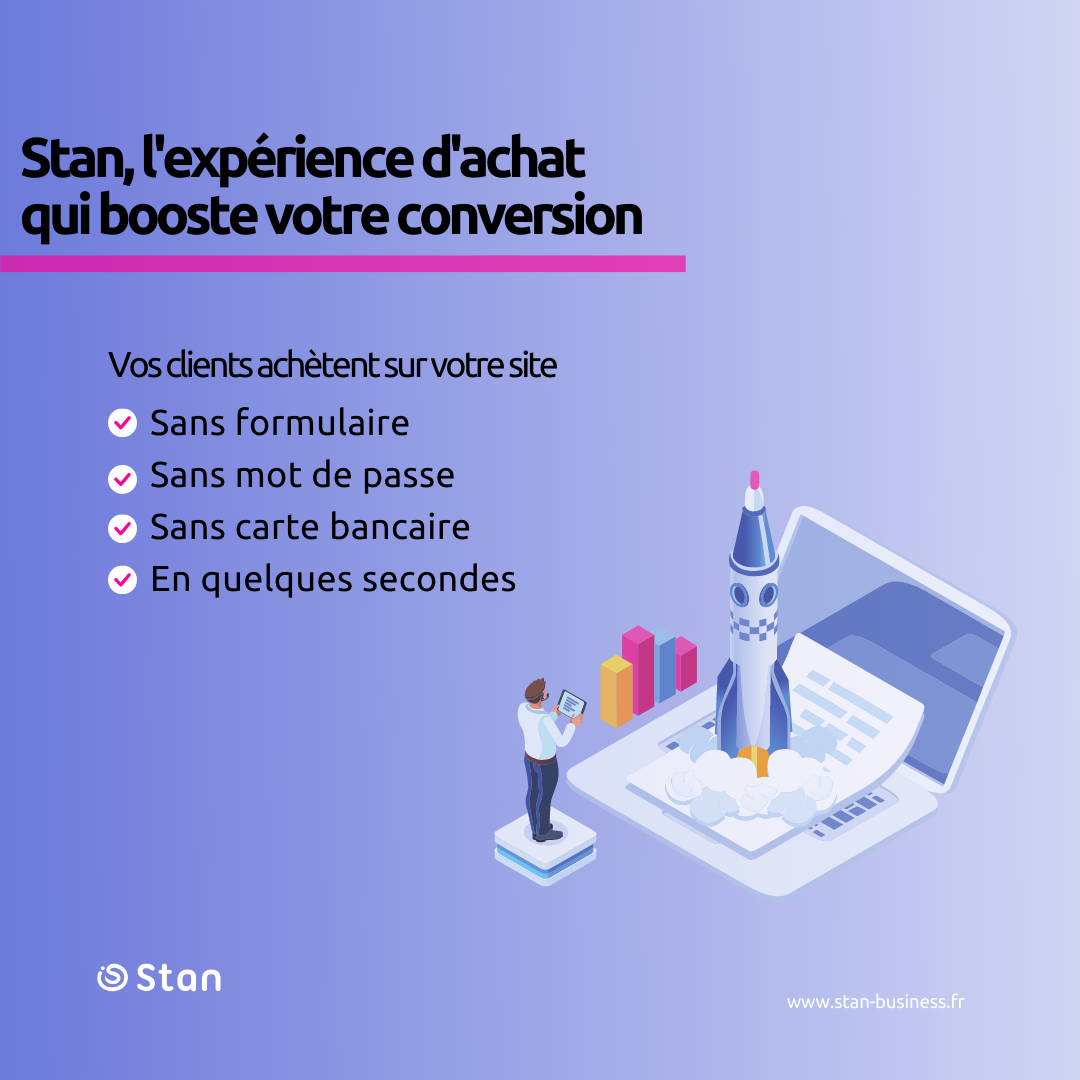 Stan, l'expérience d'achat
qui booste votre conversion
Vos clients achètent sur votre site
Sans formulaire
Sans mot de passe
Sans carte bancaire
En quelques secondes
Stan
www.stan-business.fr